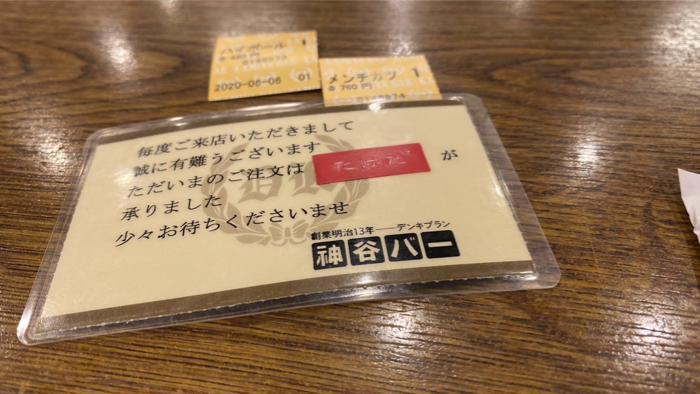 ハイボール 1
2020-06-06 01
メンチカツ 1
毎度ご来店いただきまして
誠に有難うございます
ただいまのご注文は が
承りました
少々お待ちくださいませ
創業明治13年──デンキブラン
神谷バー